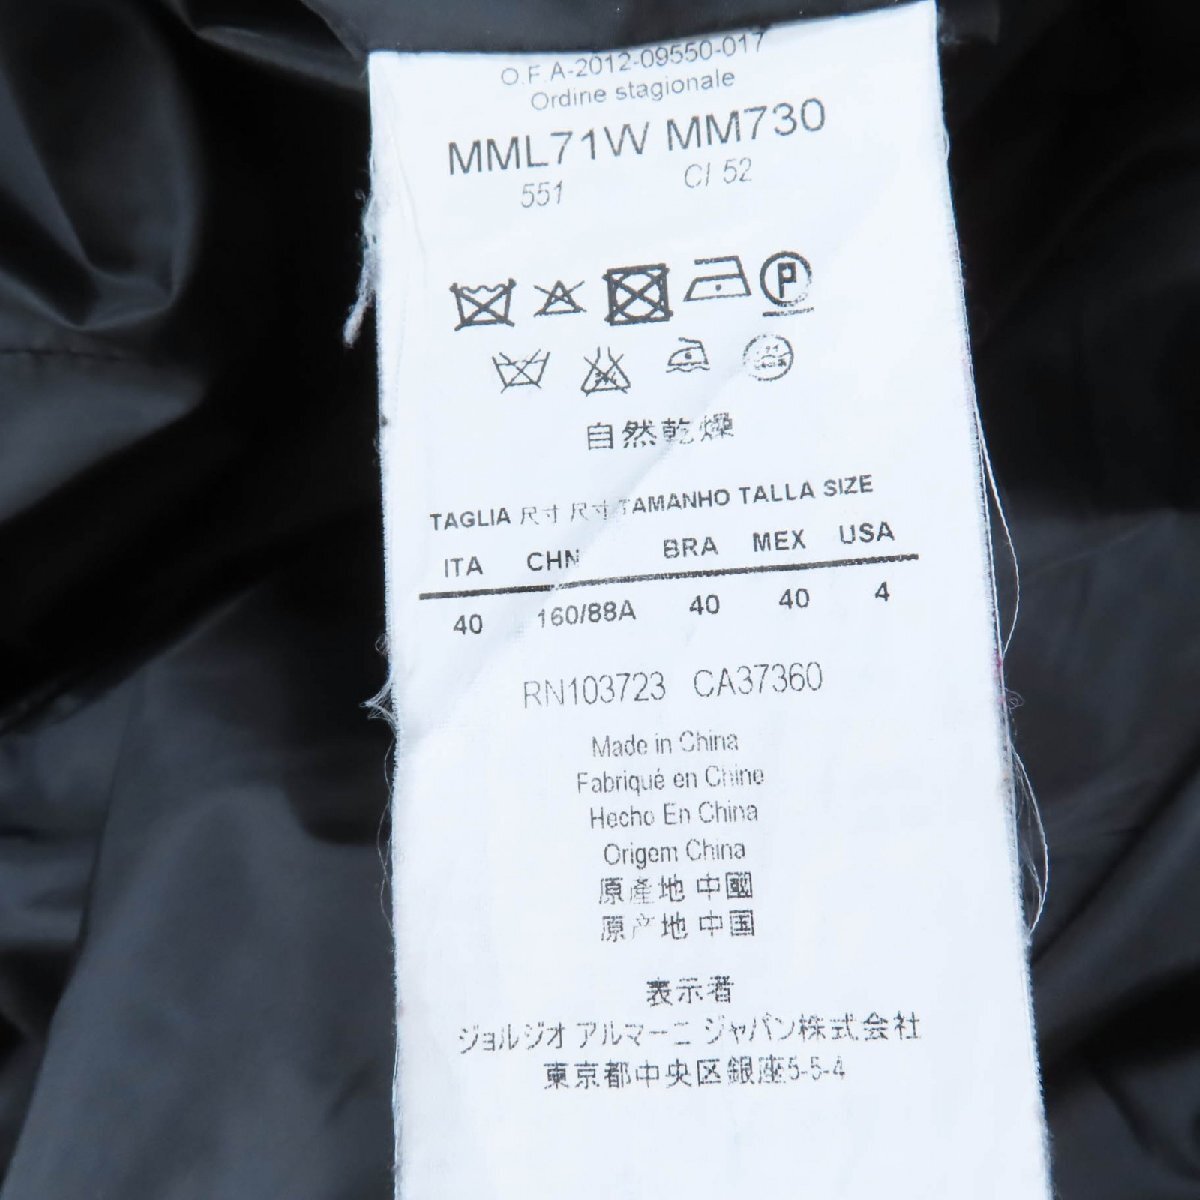 O.F.A-2012-09550-017
Ordine stagionale
MML71W MM730
551 Cl 52
P
自然乾燥
TAGLIA 尺寸 尺寸 TAMANHO TALLA SIZE
ITA CHN BRA MEX USA
40 160/88A 40 40 4
RN103723 CA37360
Made in China
Fabriqué en Chine
Hecho En China
Origem China
原產地 中國
原产地 中国
表示者
ジョルジオ アルマーニ ジャパン株式会社
東京都中央区銀座5-5-4